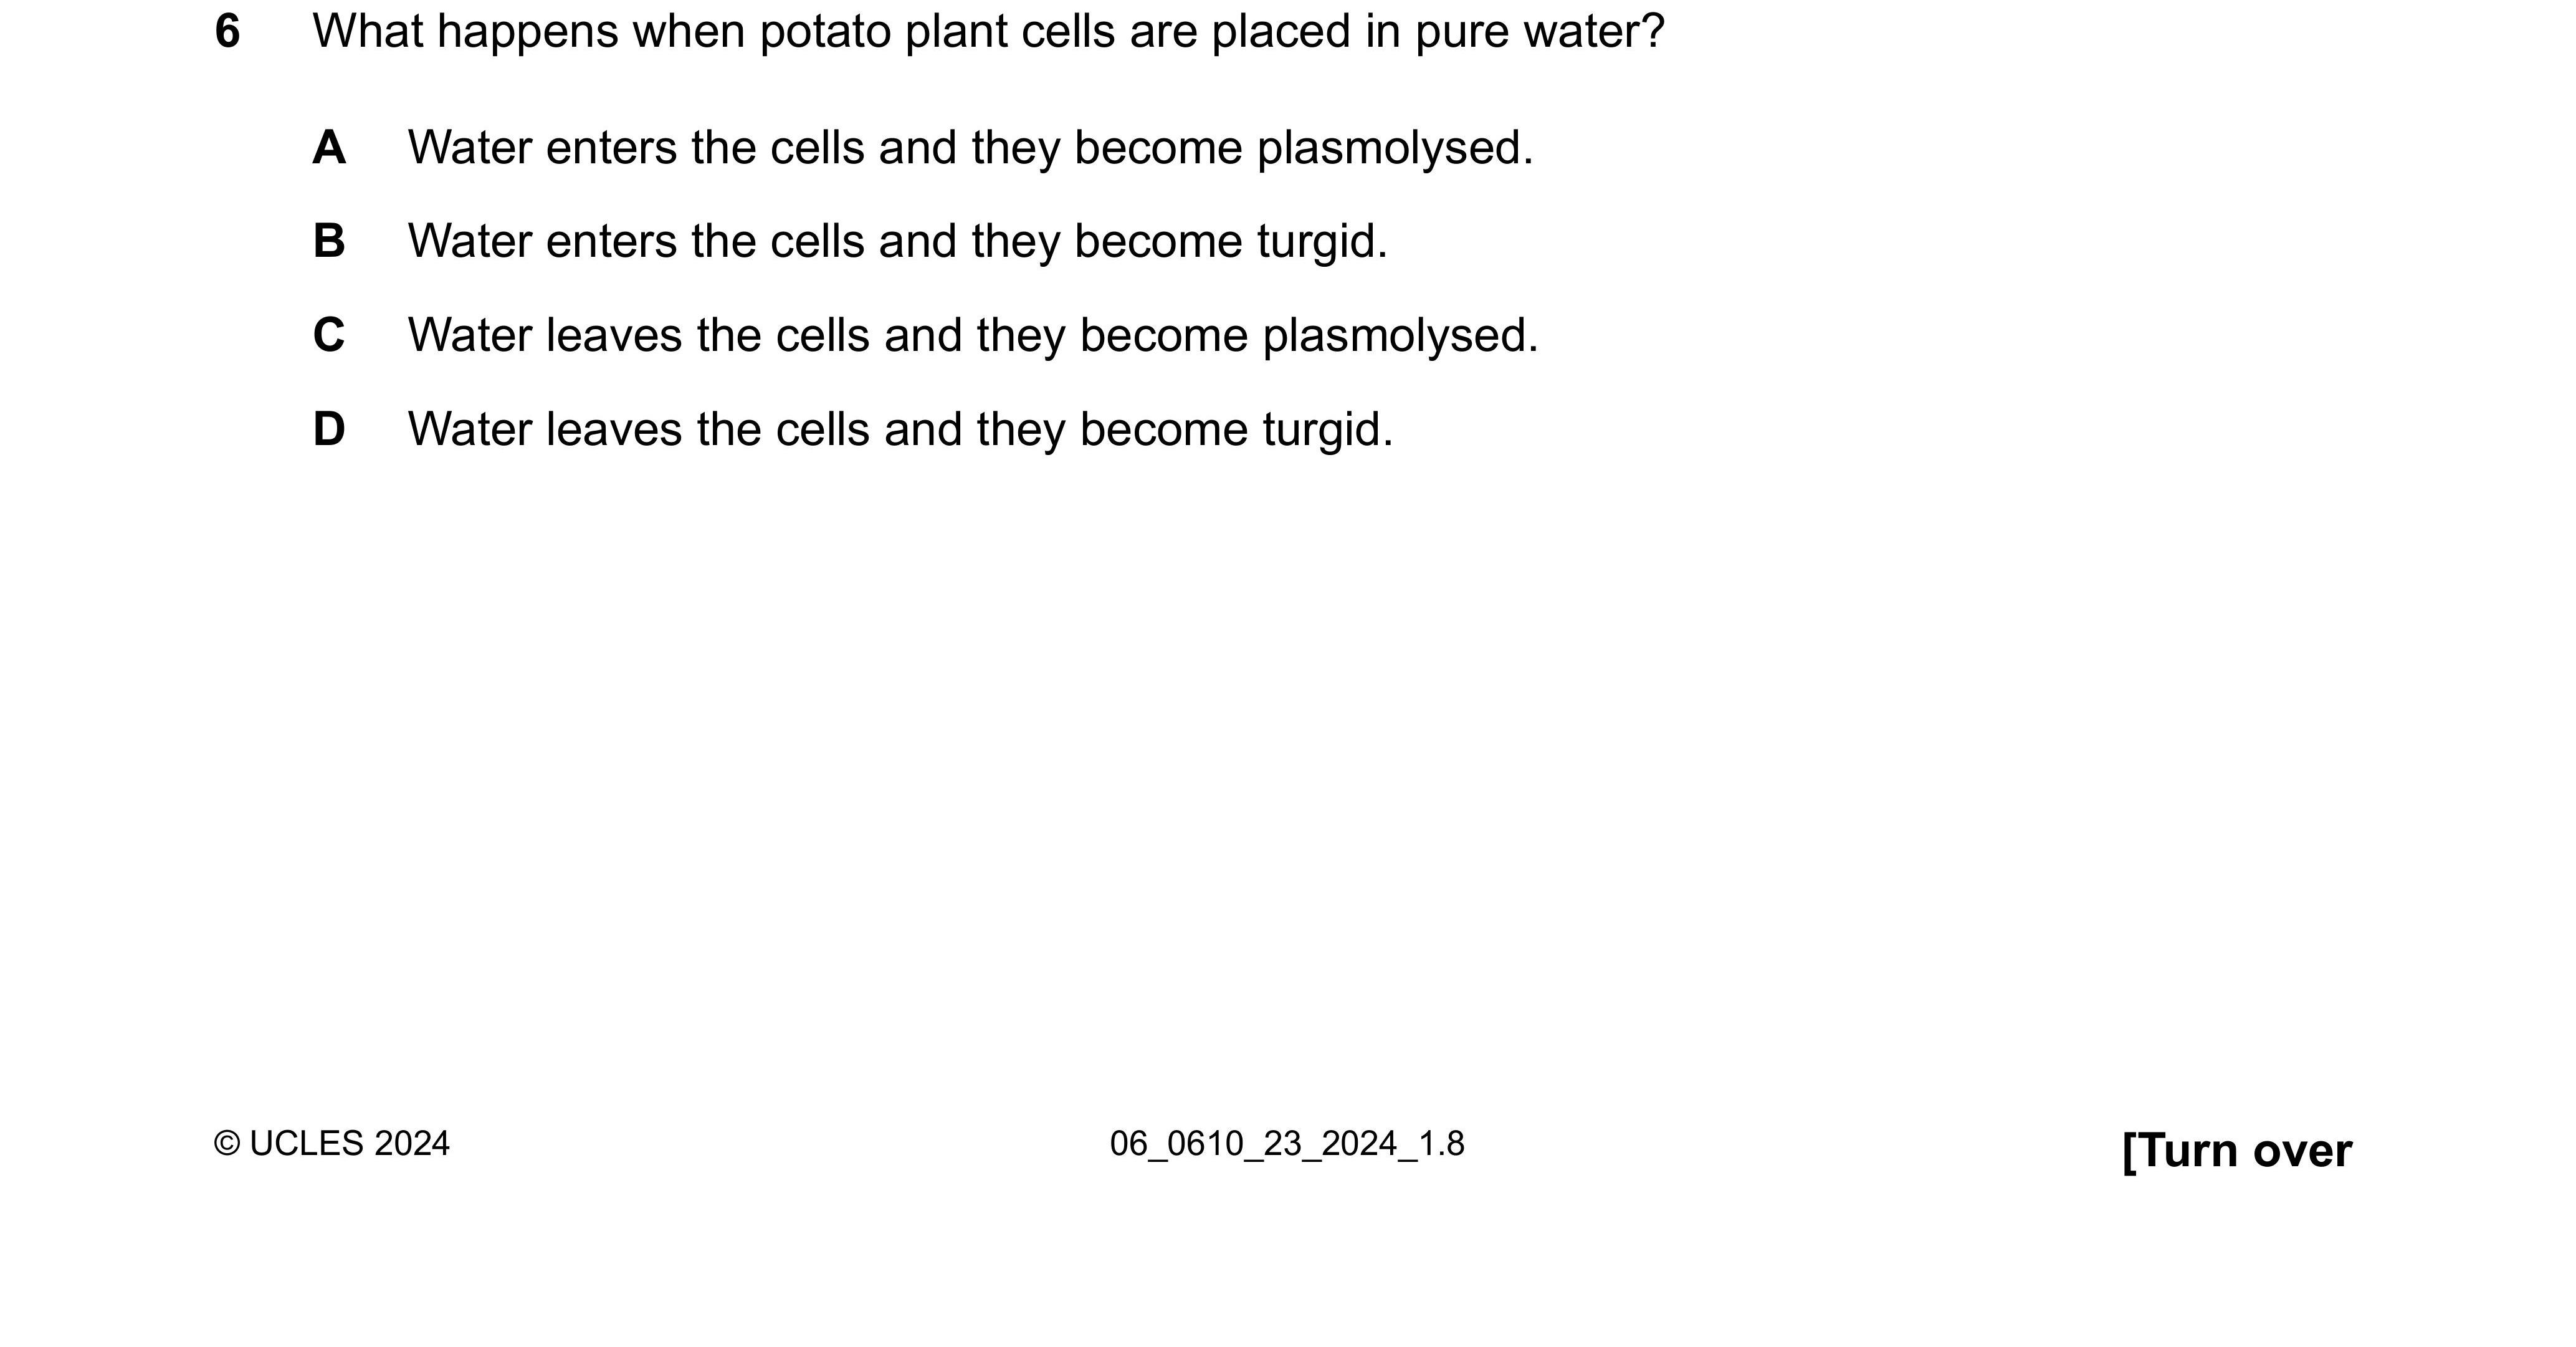 6 What happens when potato plant cells are placed in pure water?
A Water enters the cells and they become plasmolysed.
B Water enters the cells and they become turgid.
C Water leaves the cells and they become plasmolysed.
D Water leaves the cells and they become turgid.
© UCLES 2024 06_0610_23_2024_1.8 [Turn over